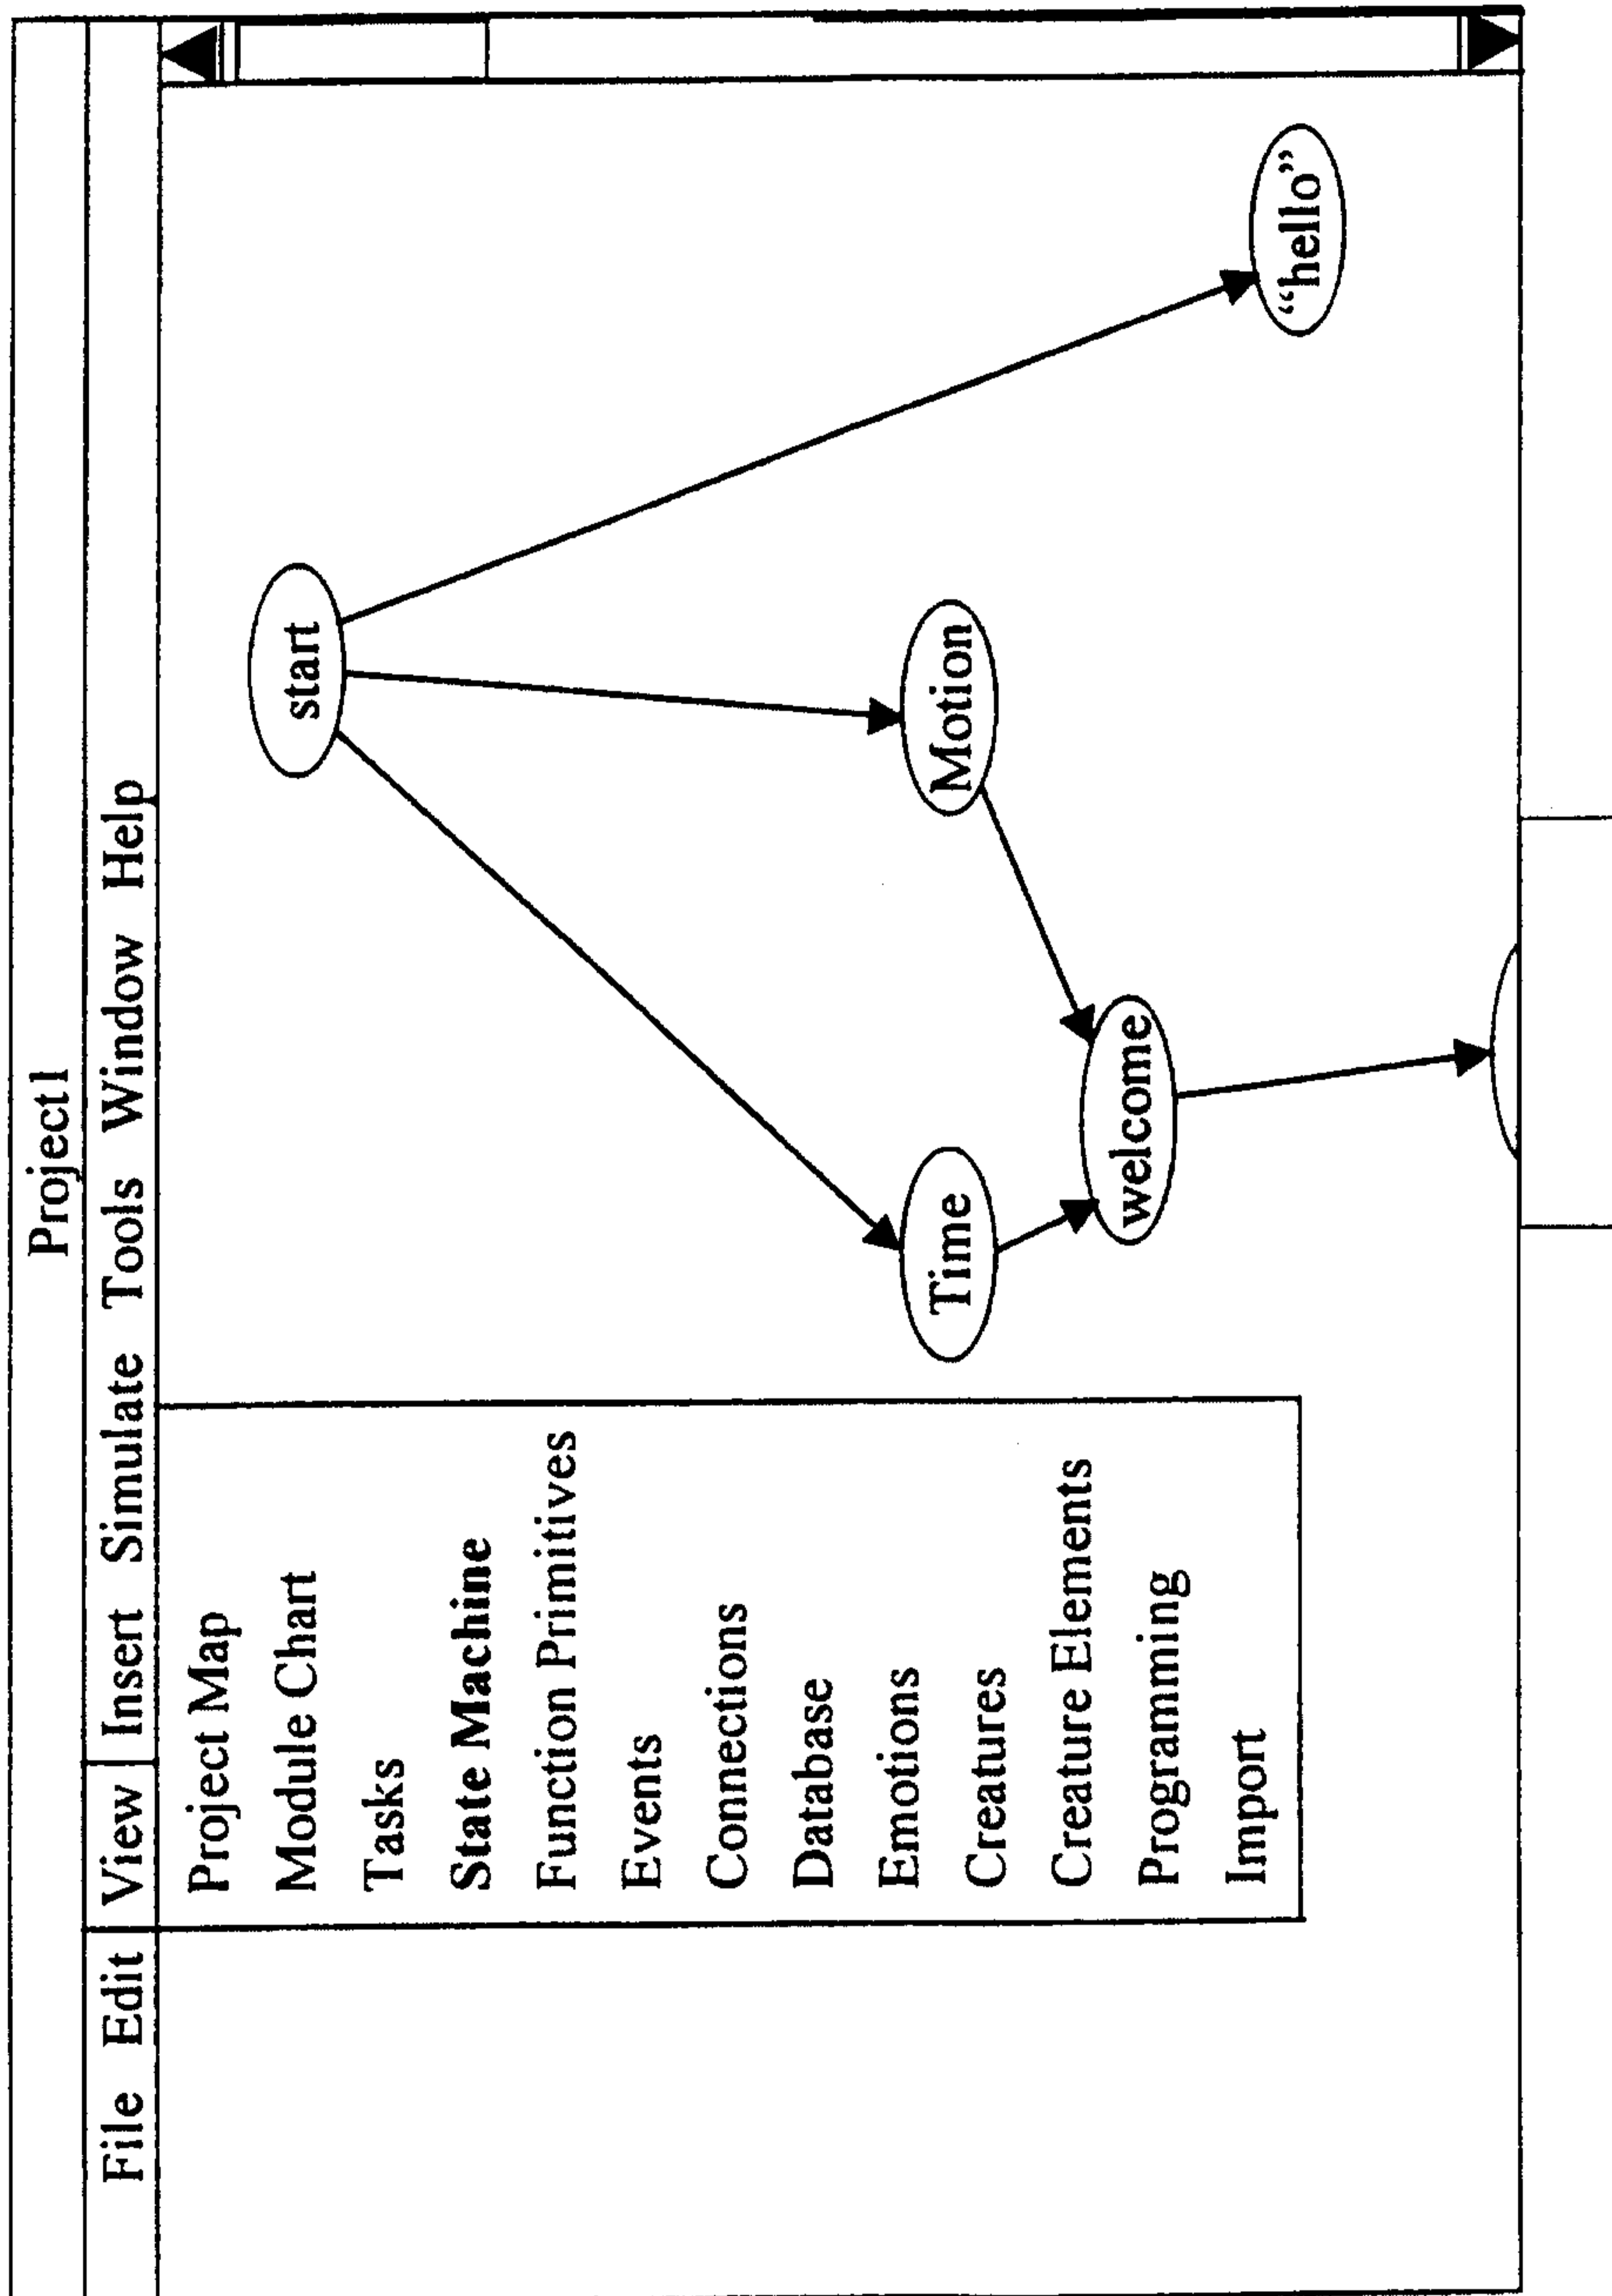 Project1
File Edit View Insert Simulate Tools Window Help
Project Map
Module Chart
Tasks
State Machine
Function Primitives
Events
Connections
Database
Emotions
Creatures
Creature Elements
Programming
Import
start
Time
Motion
welcome
“hello”